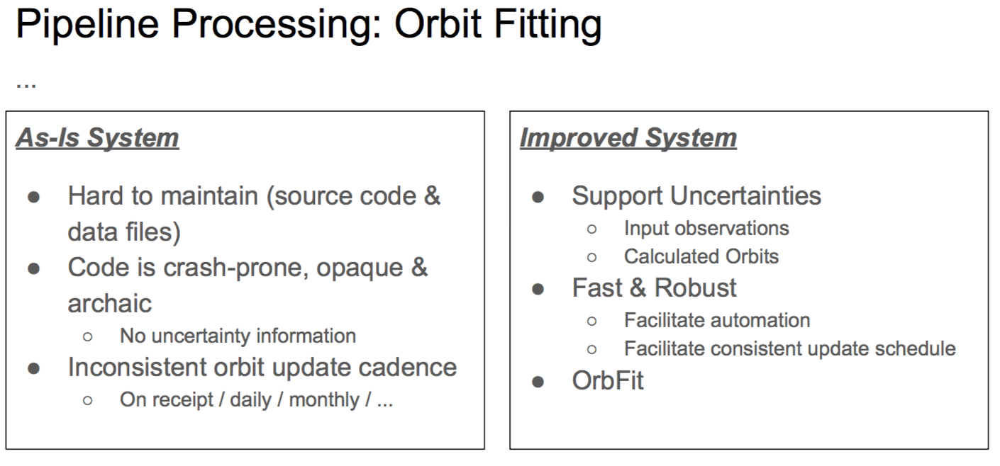 Pipeline Processing: Orbit Fitting
...
As-Is System
● Hard to maintain (source code &
data files)
● Code is crash-prone, opaque &
archaic
○ No uncertainty information
● Inconsistent orbit update cadence
○ On receipt / daily / monthly / ...
Improved System
● Support Uncertainties
○ Input observations
○ Calculated Orbits
● Fast & Robust
○ Facilitate automation
○ Facilitate consistent update schedule
● OrbFit